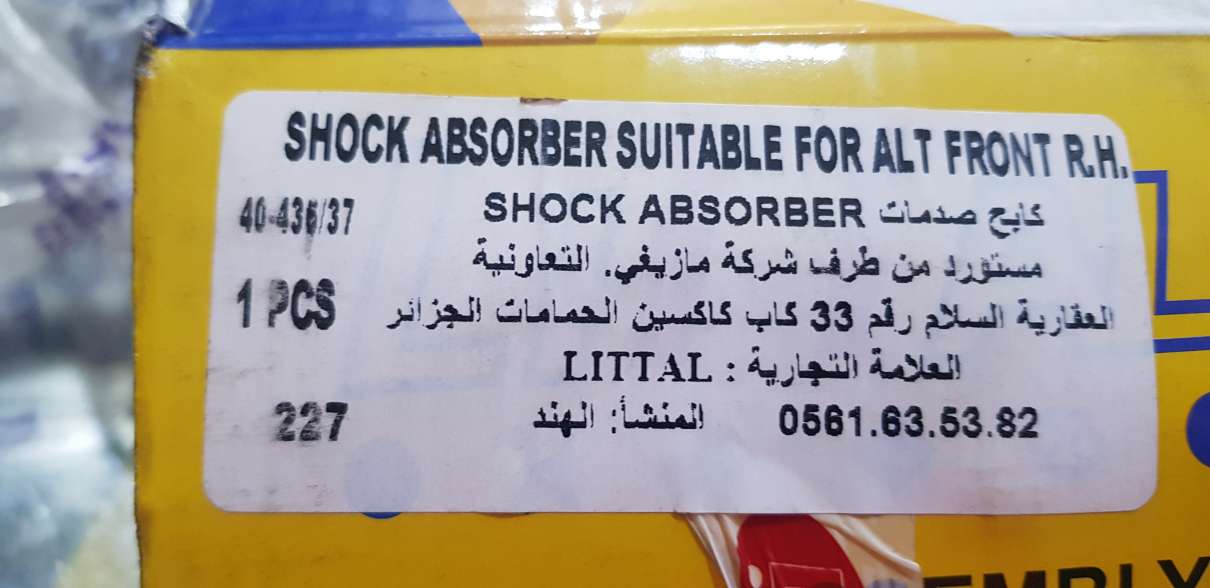 SHOCK ABSORBER SUITABLE FOR ALT FRONT R.H.
40-436/37
كابح صدمات SHOCK ABSORBER
مستورد من طرف شركة مازيغي. التعاونية
1 PCS
العقارية السلام رقم 33 كاب كاكسين الحمامات الجزائر
العلامة التجارية : LITTAL
227
المنشأ: الهند 0561.63.53.82